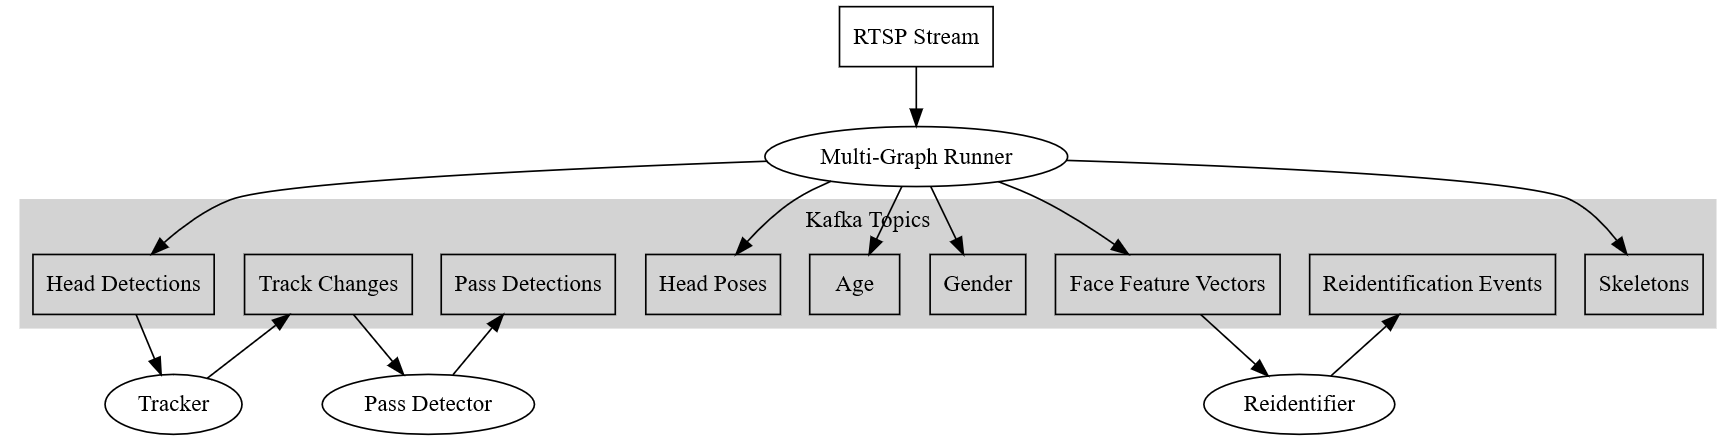 RTSP Stream
Multi-Graph Runner
Kafka Topics
Head Detections
Track Changes
Pass Detections
Head Poses
Age
Gender
Face Feature Vectors
Reidentification Events
Skeletons
Tracker
Pass Detector
Reidentifier